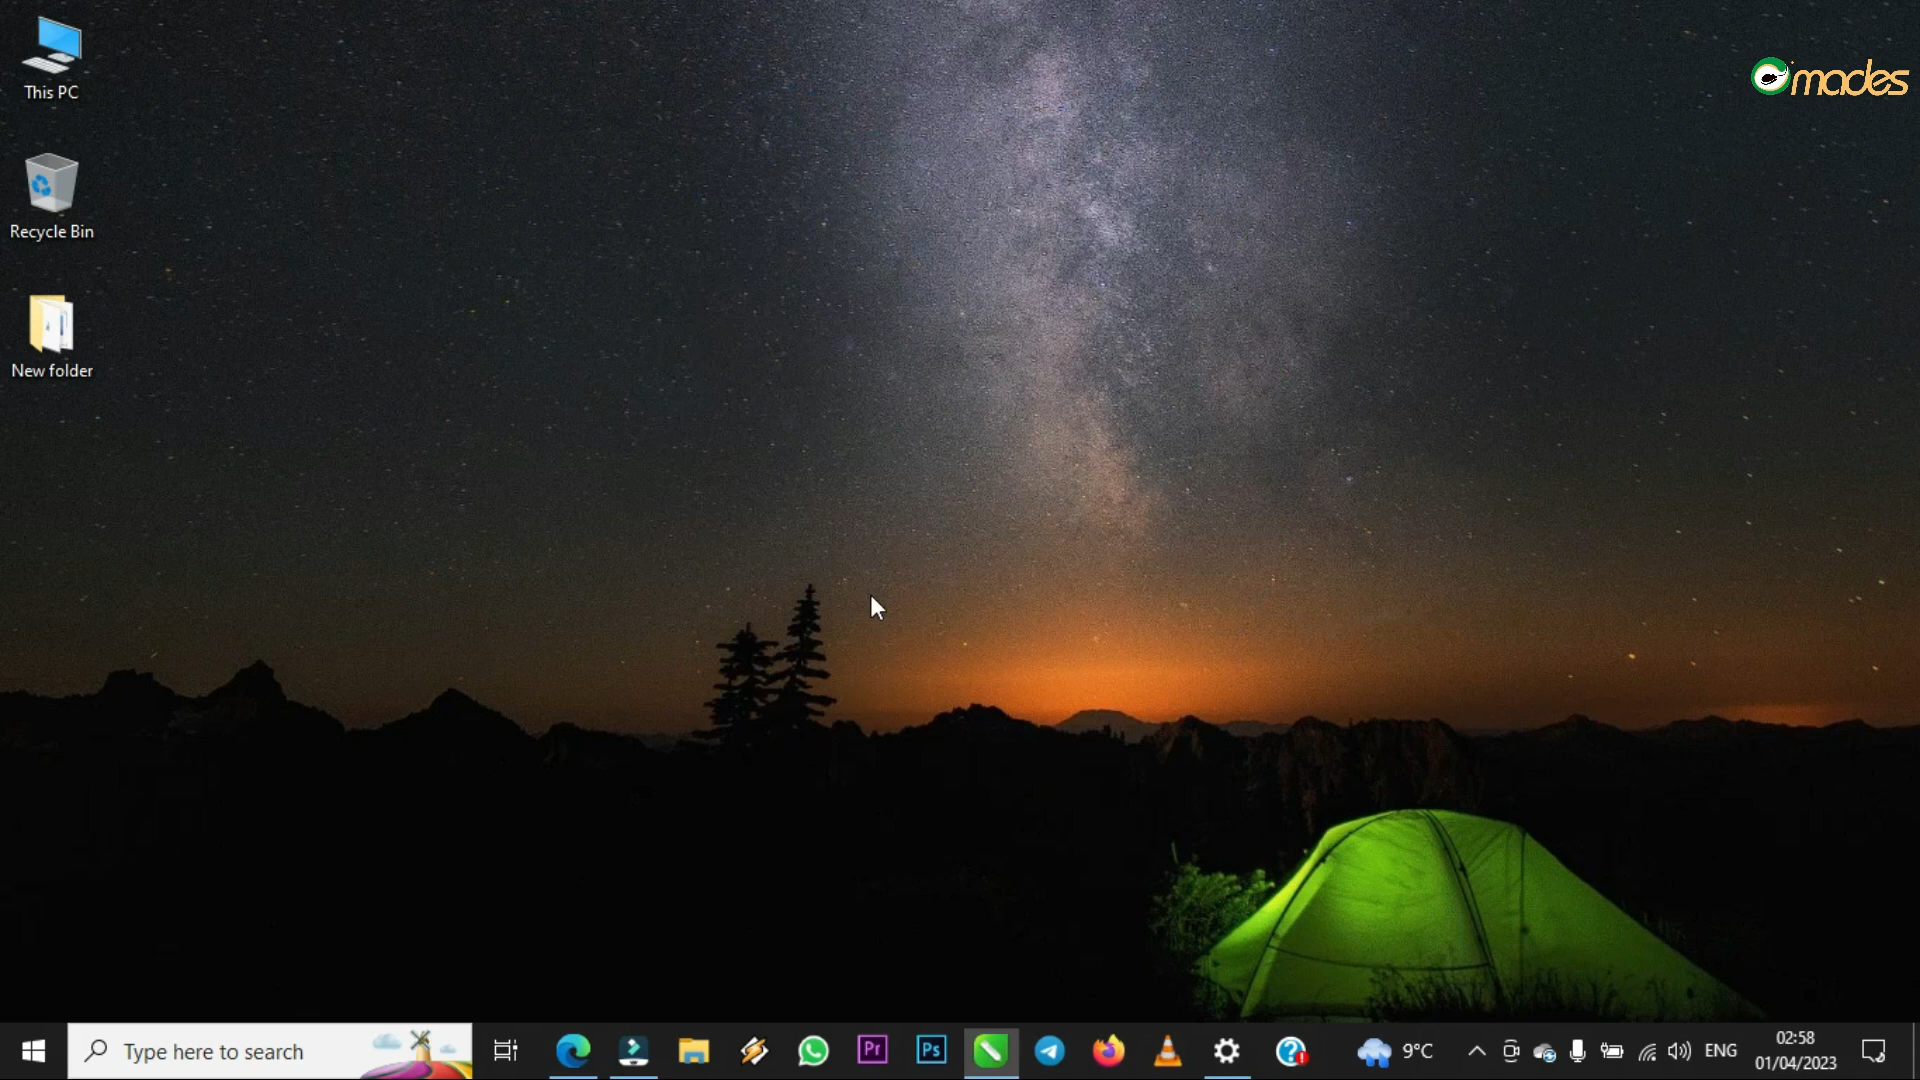 This PC
Recycle Bin
New folder
madés
Type here to search
Pr
Ps
9°C
ENG
02:58
01/04/2023